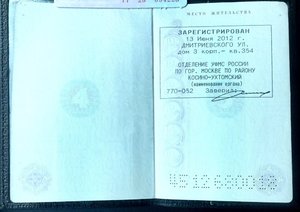 МЕСТО ЖИТЕЛЬСТВА
ЗАРЕГИСТРИРОВАН
13 Июня 2012 г.
ДМИТРИЕВСКОГО УЛ.
дом 3 корп.- кв.354
ОТДЕЛЕНИЕ УФМС РОССИИ
ПО ГОР. МОСКВЕ ПО РАЙОНУ
КОСИНО-УХТОМСКИЙ
(наименование органа)
770-052 Заверил: